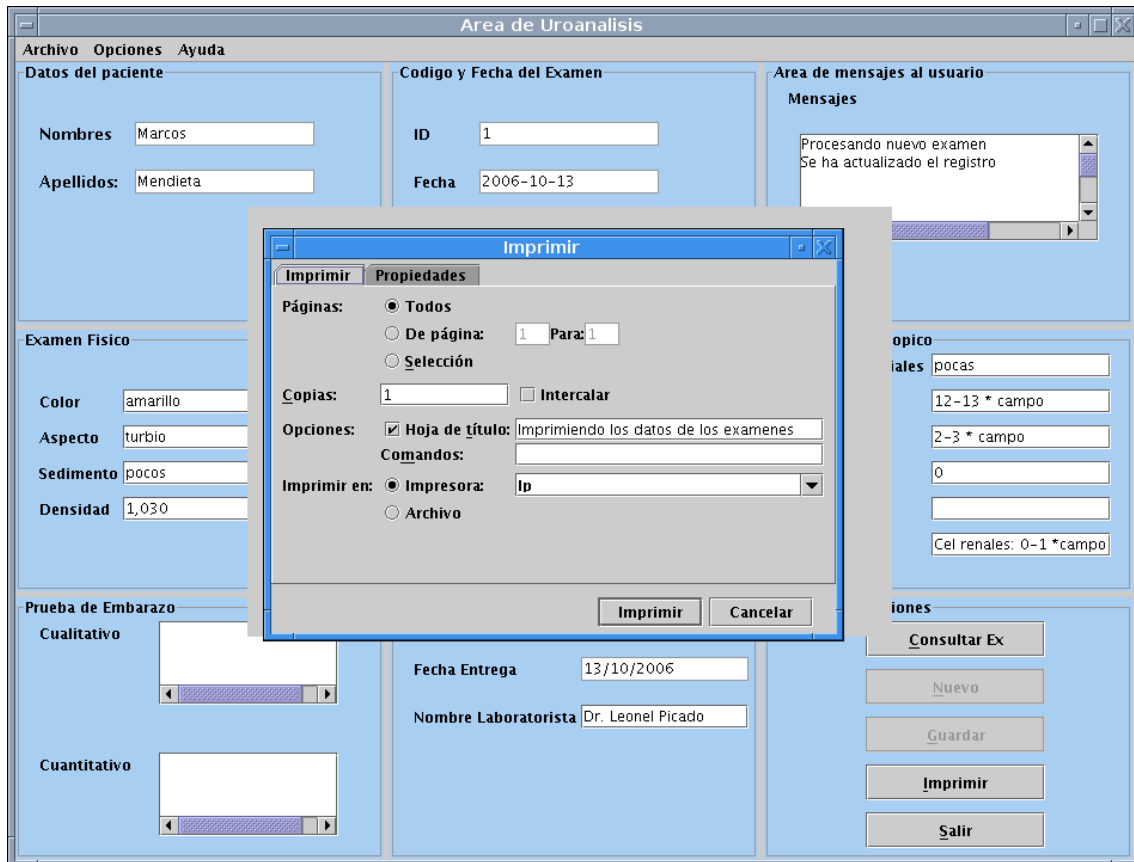 Area de Uroanalisis
Archivo Opciones Ayuda
Datos del paciente
Nombres Marcos
Apellidos: Mendieta
Codigo y Fecha del Examen
ID 1
Fecha 2006-10-13
Area de mensajes al usuario
Mensajes
Procesando nuevo examen
Se ha actualizado el registro
Imprimir
Imprimir Propiedades
Páginas: Todos
De página: 1 Para: 1
Selección
Copias: 1 Intercalar
Opciones: Hoja de título: Imprimiendo los datos de los examenes
Comandos:
Imprimir en: Impresora: lp
Archivo
Imprimir Cancelar
Examen Fisico
Color amarillo
Aspecto turbio
Sedimento pocos
Densidad 1,030
opico
iales pocas
12-13 * campo
2-3 * campo
0
Cel renales: 0-1 *campo
Prueba de Embarazo
Cualitativo
Cuantitativo
Fecha Entrega 13/10/2006
Nombre Laboratorista Dr. Leonel Picado
iones
Consultar Ex
Nuevo
Guardar
Imprimir
Salir